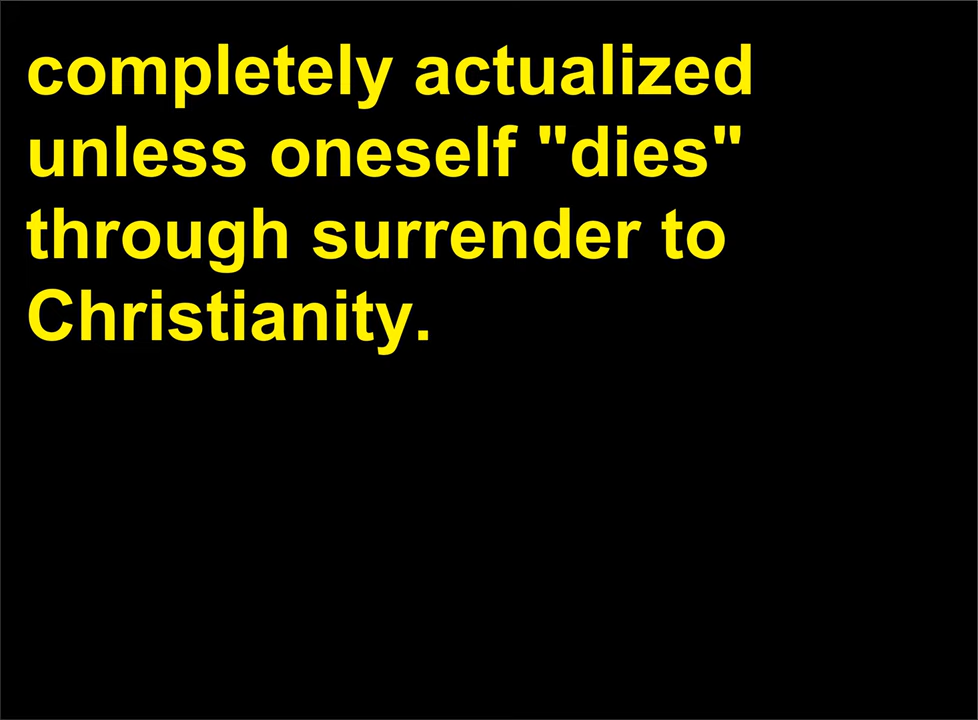 completely actualized
unless oneself "dies"
through surrender to
Christianity.